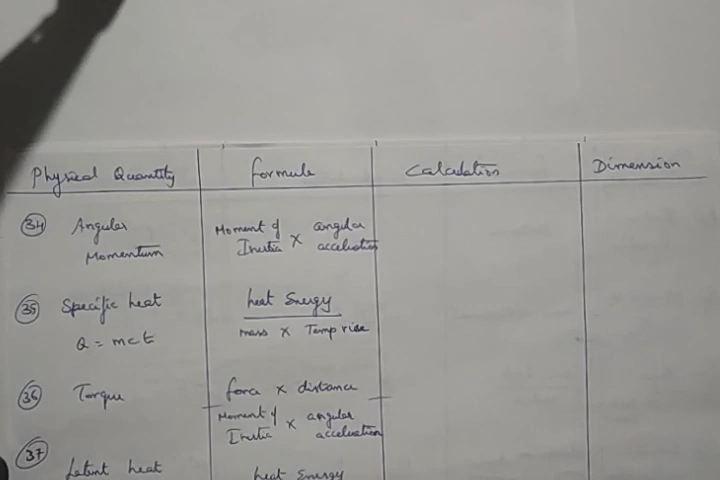 Physical Quantity formula Calculation Dimension
34 Angular Momentum Moment of Inertia × angular acceleration
35 Specific heat Q = mct heat Energy / mass × Temp rise
36 Torque force × distance
Moment of Inertia × angular acceleration
37 Latent heat heat Energy